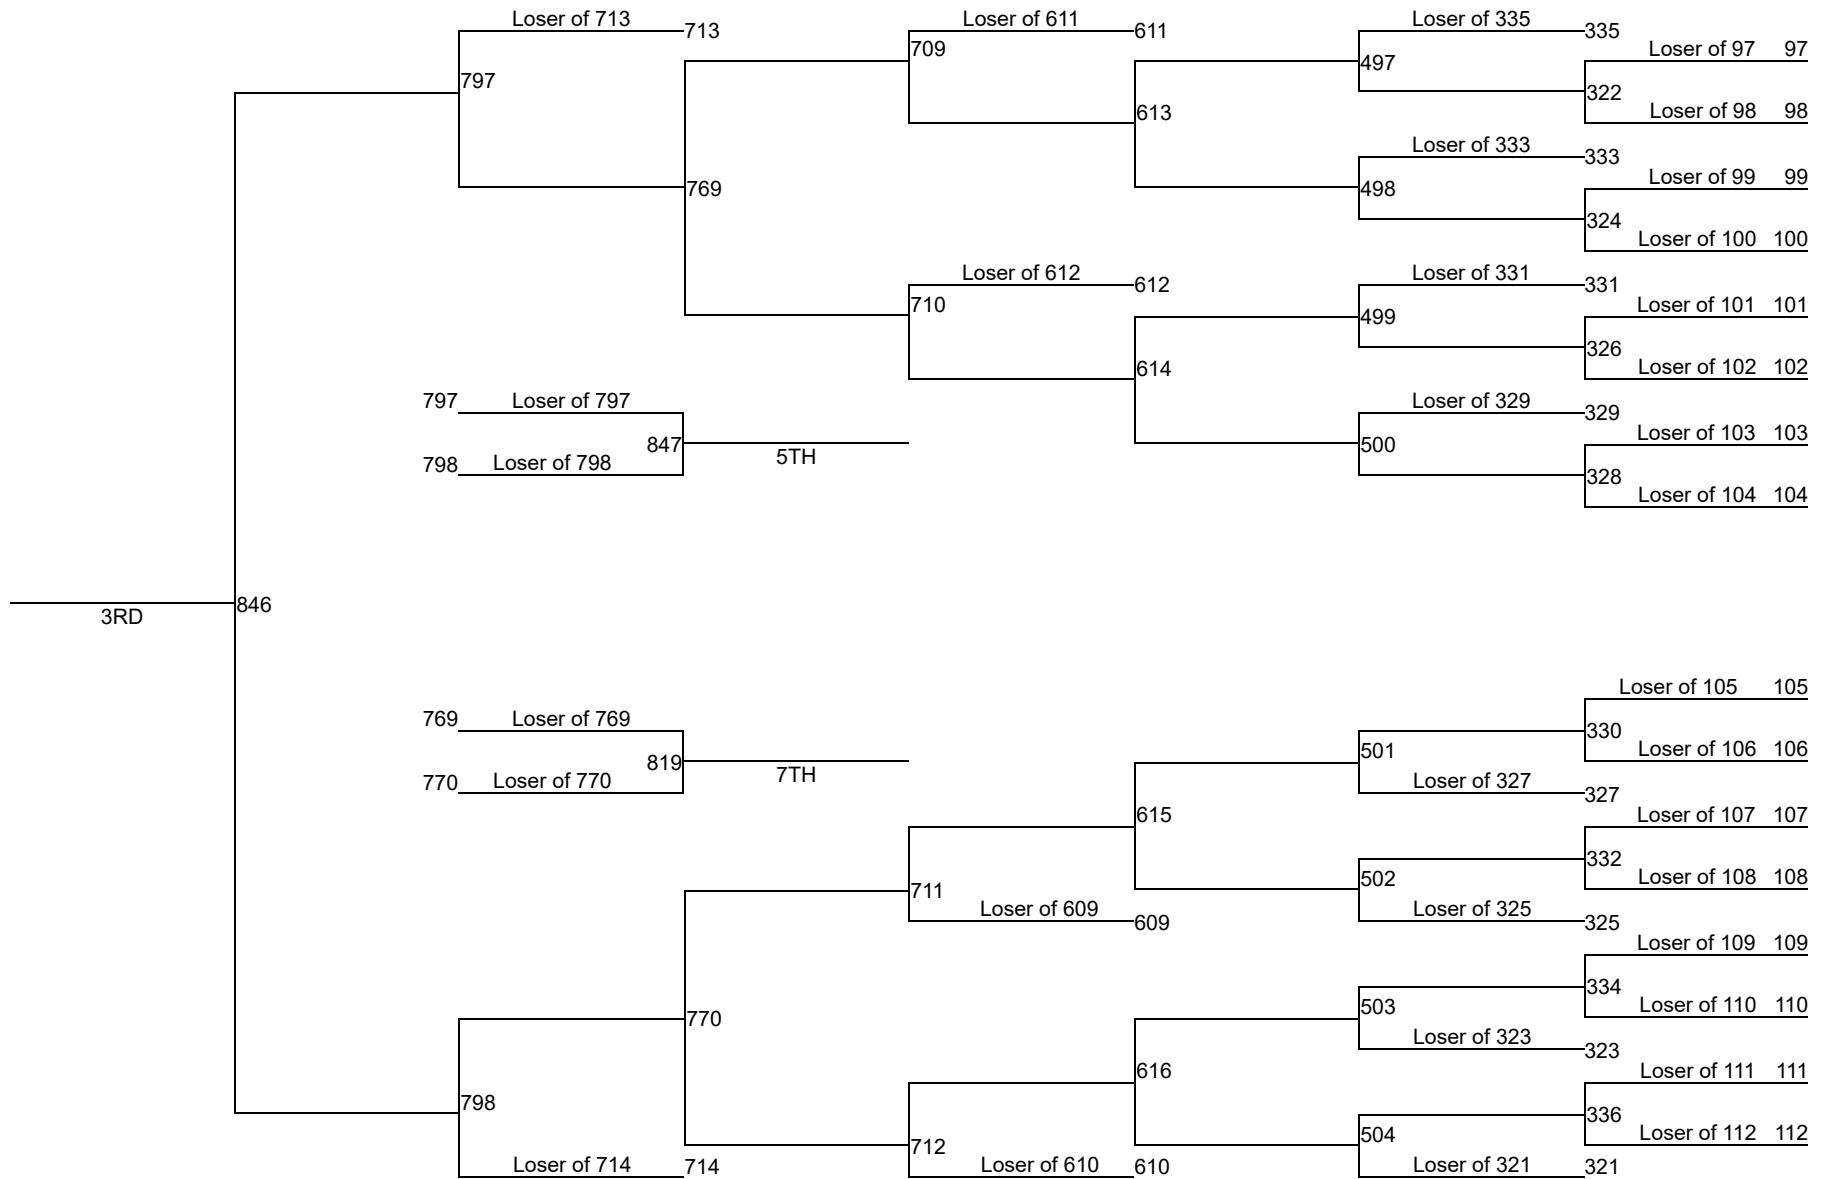 Loser of 713 713
Loser of 611 611
Loser of 335 335
709
Loser of 97 97
497
797
322
Loser of 98 98
613
Loser of 333 333
Loser of 99 99
769
498
324
Loser of 100 100
Loser of 612 612
Loser of 331 331
710
Loser of 101 101
499
326
Loser of 102 102
614
797 Loser of 797
Loser of 329 329
Loser of 103 103
847
5TH
500
798 Loser of 798
328
Loser of 104 104
846
3RD
Loser of 105 105
769 Loser of 769
330
501
Loser of 106 106
819
7TH
770 Loser of 770
Loser of 327 327
615
Loser of 107 107
332
502
Loser of 108 108
711
Loser of 609 609
Loser of 325 325
Loser of 109 109
334
503
Loser of 110 110
770
Loser of 323 323
616
Loser of 111 111
798
336
504
Loser of 112 112
712
Loser of 714 714
Loser of 610 610
Loser of 321 321